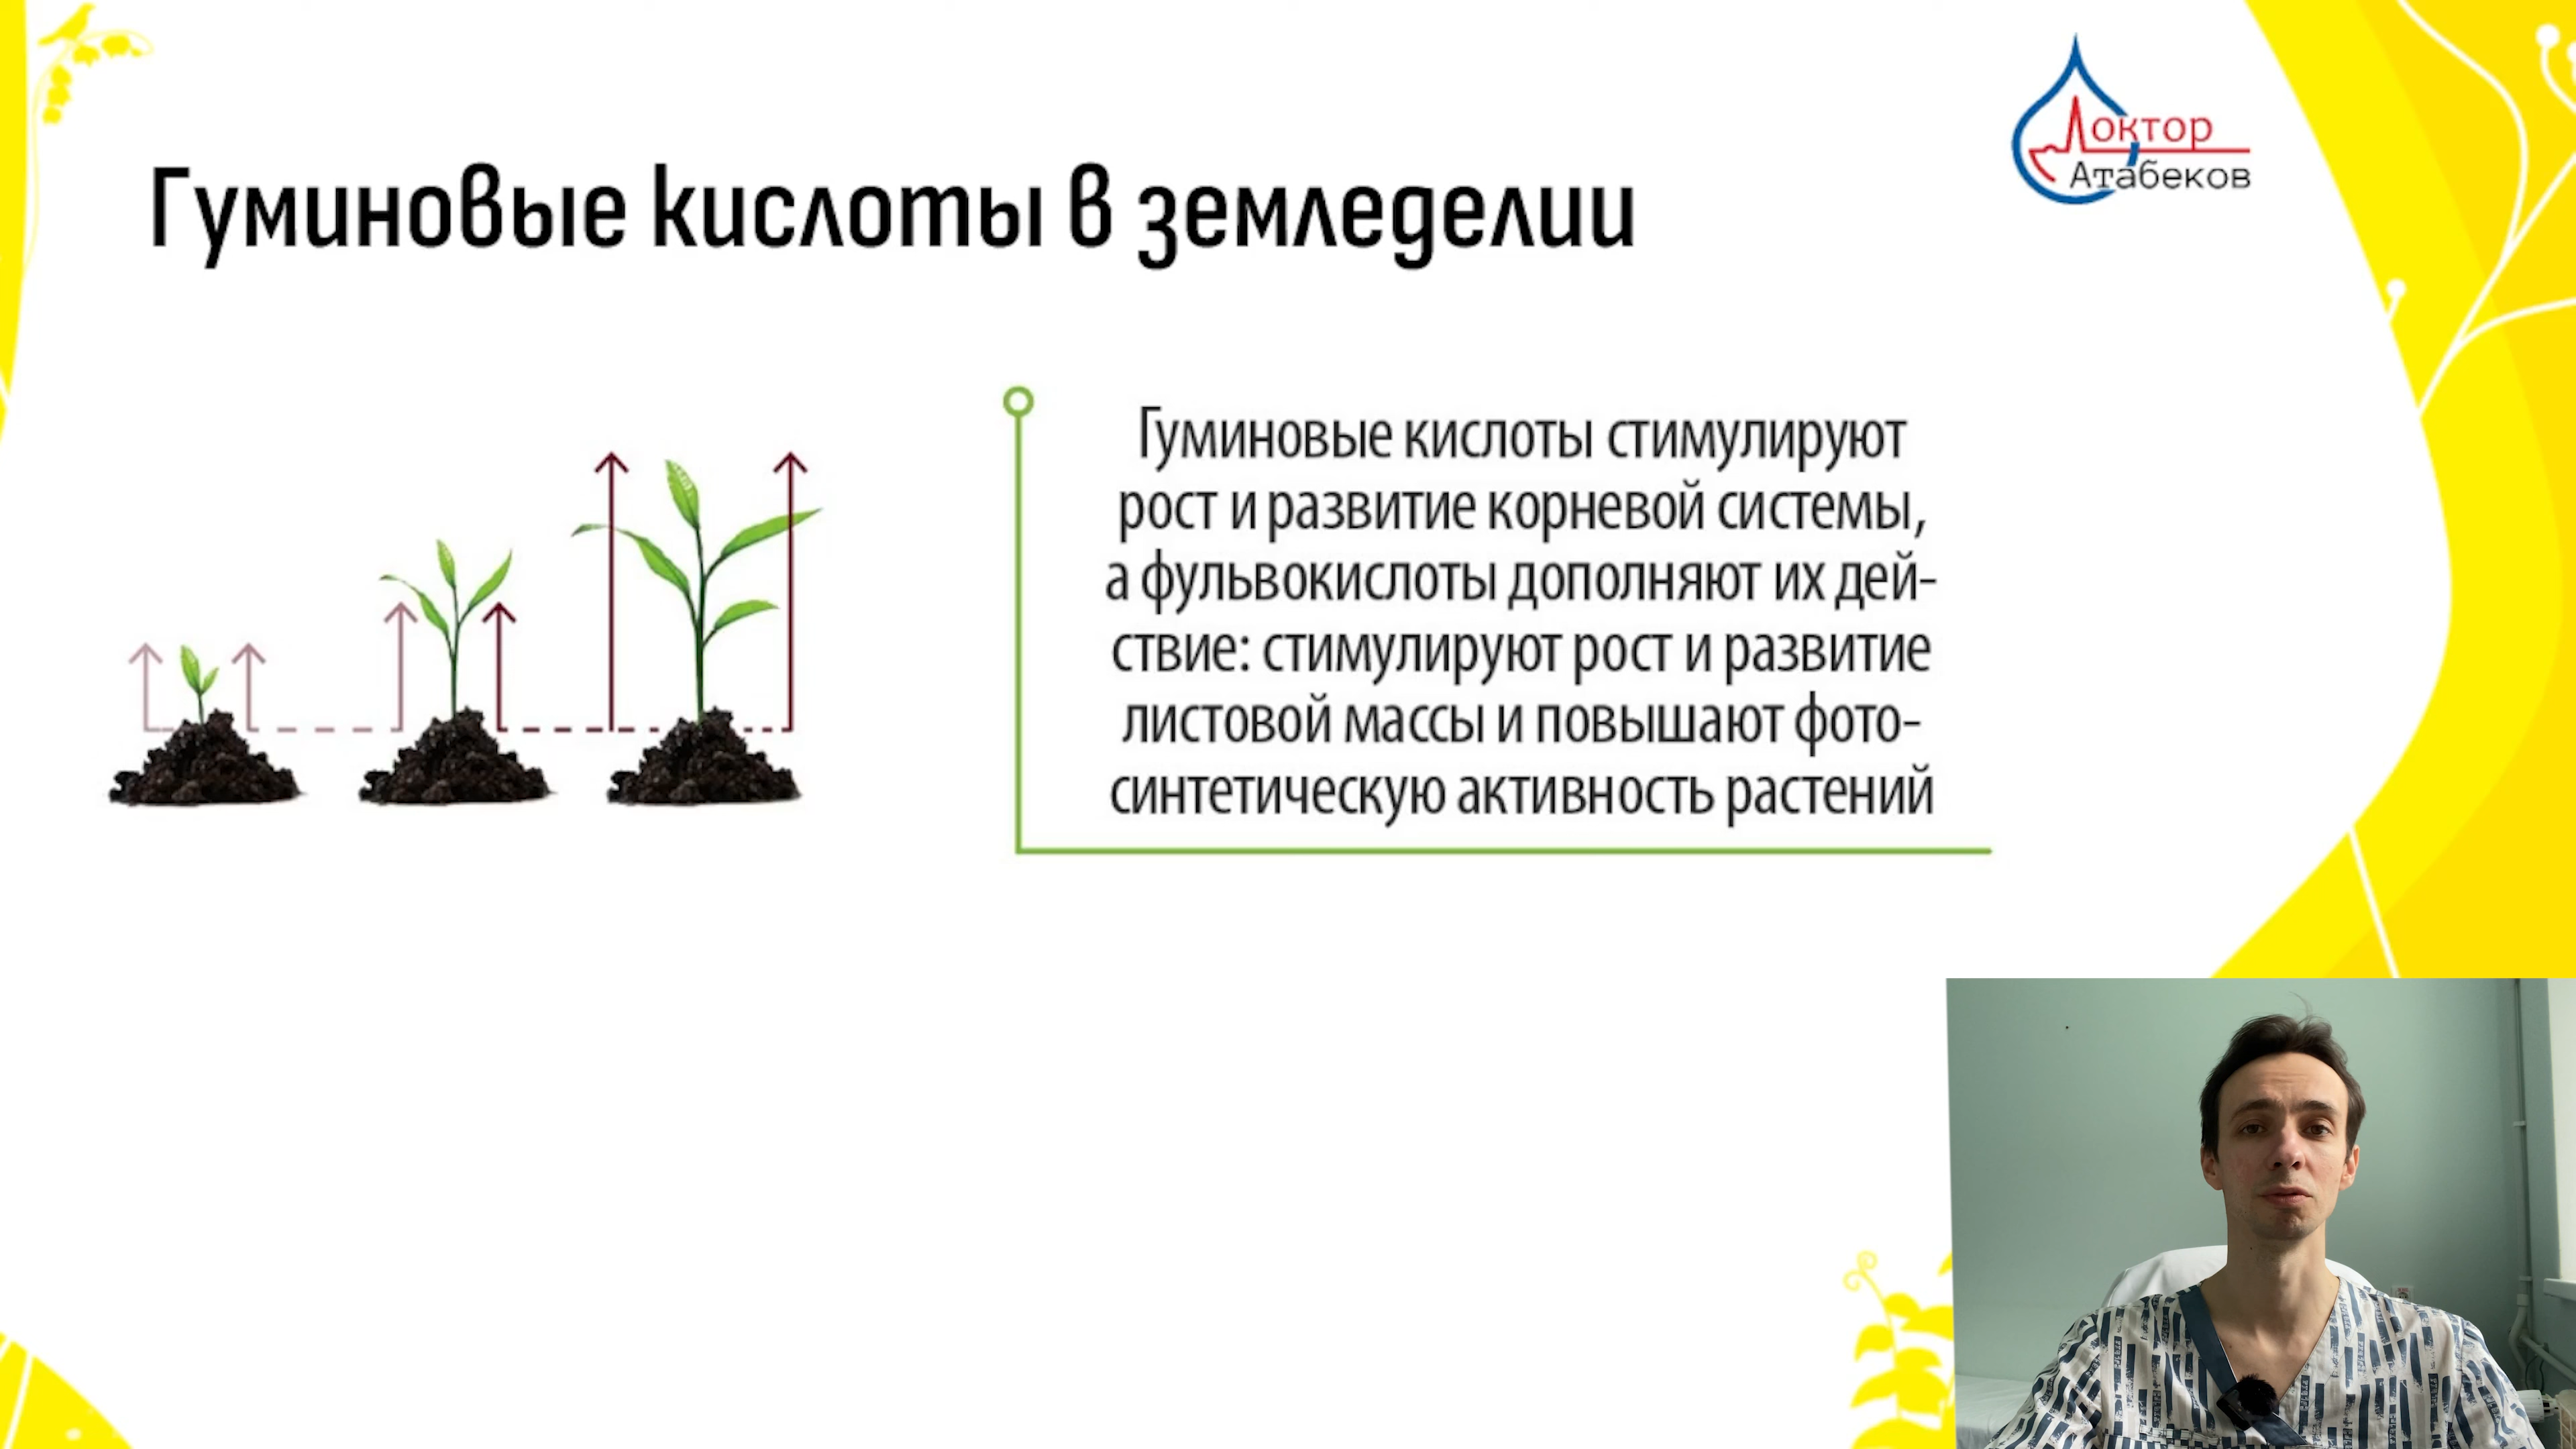 Доктор
Атабеков
Гуминовые кислоты в земледелии
Гуминовые кислоты стимулируют
рост и развитие корневой системы,
а фульвокислоты дополняют их дей-
ствие: стимулируют рост и развитие
листовой массы и повышают фото-
синтетическую активность растений